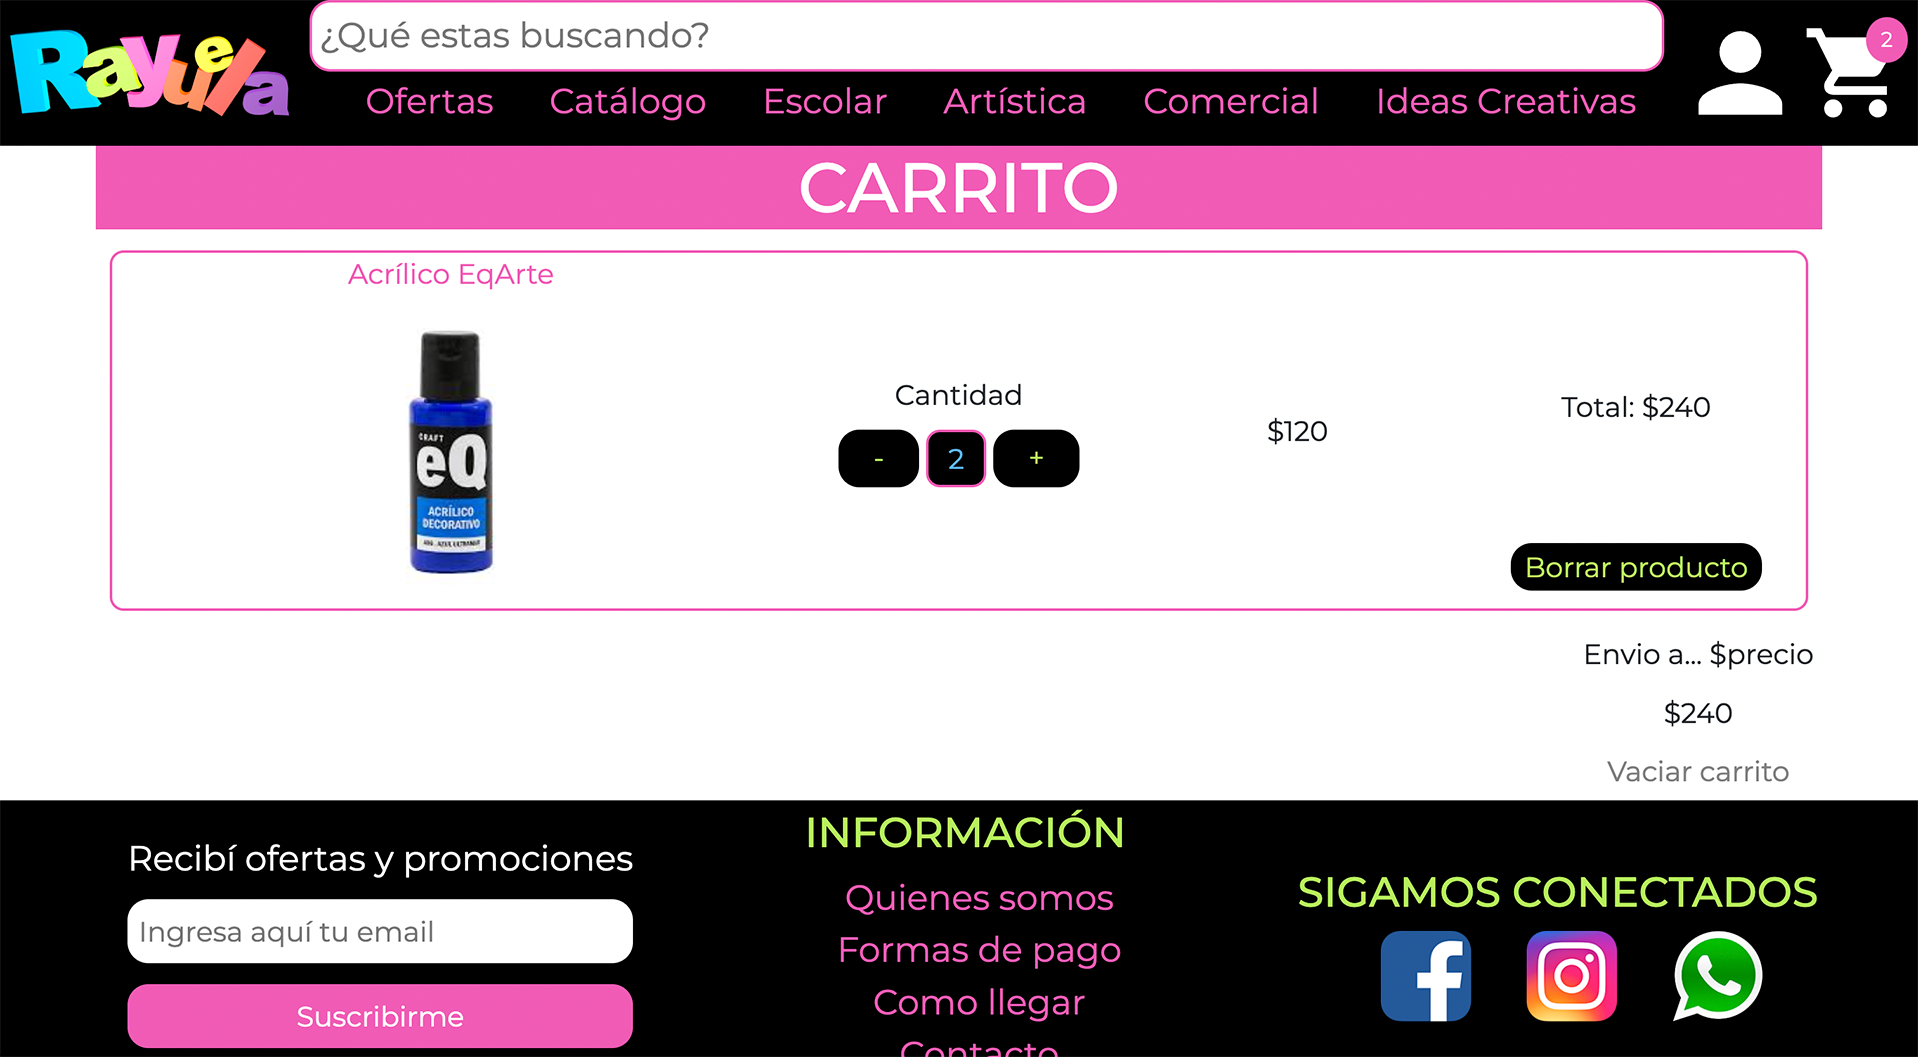 Rayuela
¿Qué estas buscando?
2
Ofertas Catálogo Escolar Artística Comercial Ideas Creativas
CARRITO
Acrílico EqArte
CRAFT
eQ
ACRÍLICO
DECORATIVO
Cantidad
- 2 +
$120
Total: $240
Borrar producto
Envio a... $precio
$240
Vaciar carrito
Recibí ofertas y promociones
Ingresa aquí tu email
Suscribirme
INFORMACIÓN
Quienes somos
Formas de pago
Como llegar
Contacto
SIGAMOS CONECTADOS